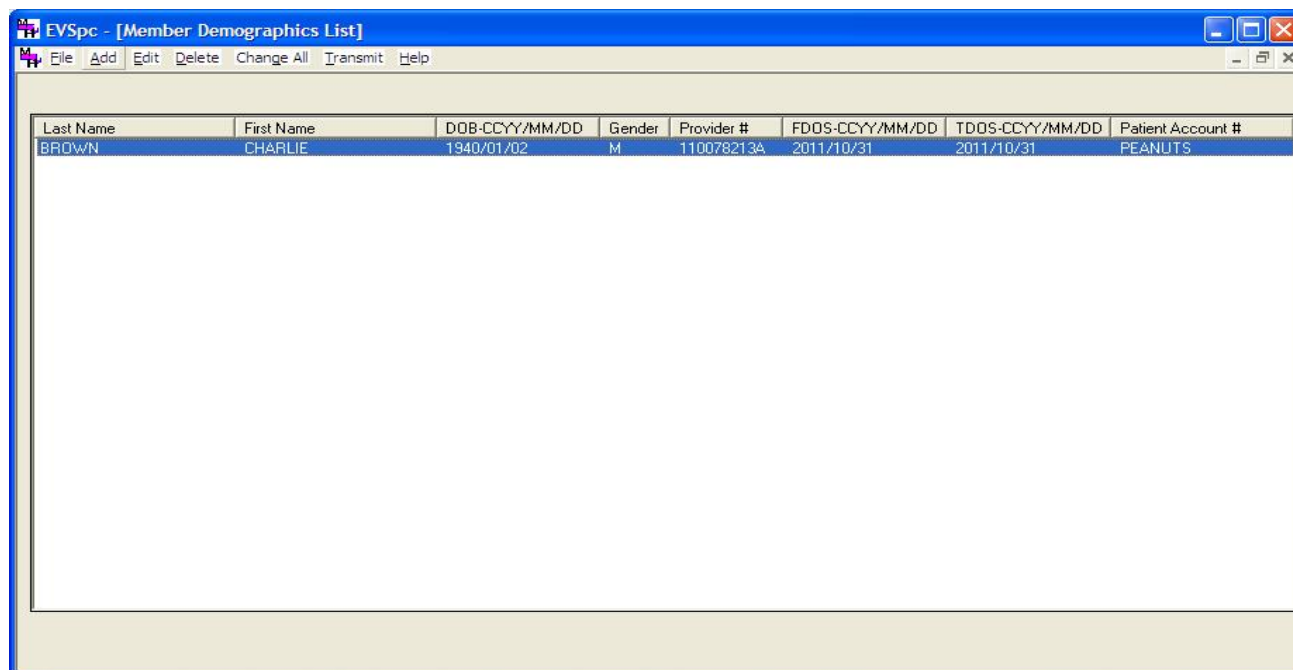 EVSpc - [Member Demographics List]
File Add Edit Delete Change All Transmit Help
Last Name First Name DOB-CCYY/MM/DD Gender Provider # FDOS-CCYY/MM/DD TDOS-CCYY/MM/DD Patient Account #
BROWN CHARLIE 1940/01/02 M 110078213A 2011/10/31 2011/10/31 PEANUTS